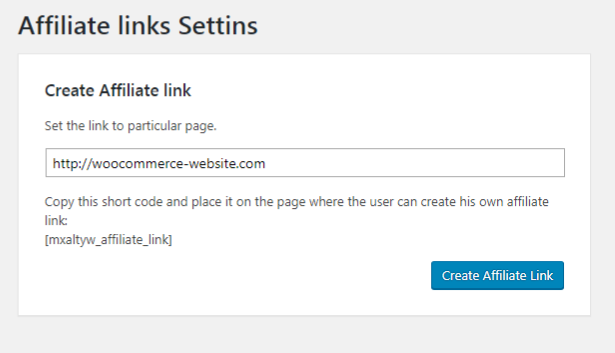 Affiliate links Settins
Create Affiliate link
Set the link to particular page.
http://woocommerce-website.com
Copy this short code and place it on the page where the user can create his own affiliate
link:
[mxaltyw_affiliate_link]
Create Affiliate Link